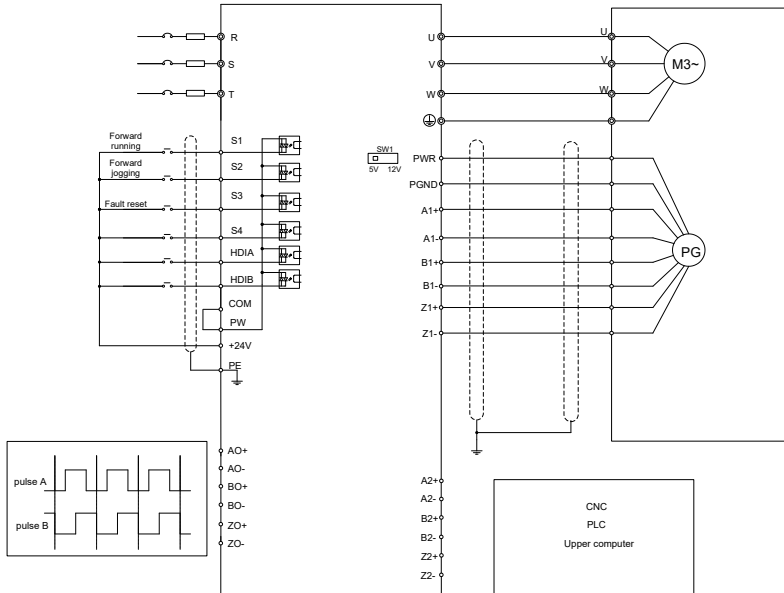 R
S
T
Forward running
S1
Forward jogging
S2
Fault reset
S3
S4
HDIA
HDIB
COM
PW
+24V
PE
U
V
W
U
V
W
M3~
SW1
5V 12V
PWR
PGND
A1+
A1-
B1+
B1-
Z1+
Z1-
PG
pulse A
pulse B
AO+
AO-
BO+
BO-
ZO+
ZO-
A2+
A2-
B2+
B2-
Z2+
Z2-
CNC
PLC
Upper computer